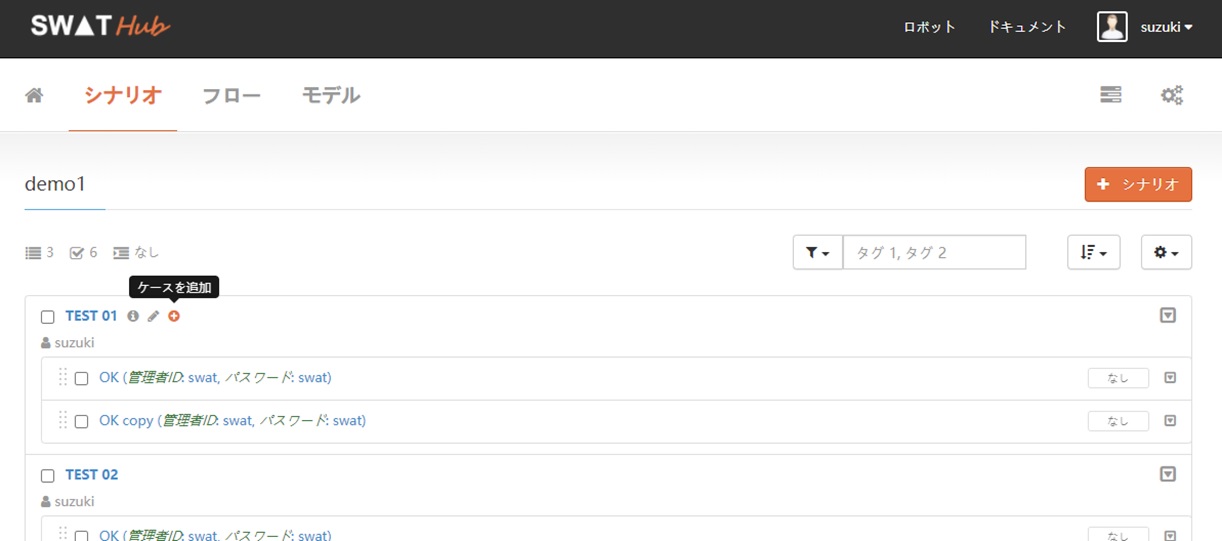 SWAT Hub ロボット ドキュメント suzuki
シナリオ フロー モデル
demo1 シナリオ
3 6 なし タグ 1, タグ 2
ケースを追加
TEST 01
suzuki
OK (管理者ID: swat, パスワード: swat) なし
OK copy (管理者ID: swat, パスワード: swat) なし
TEST 02
suzuki
OK (管理者ID: swat, パスワード: swat) なし